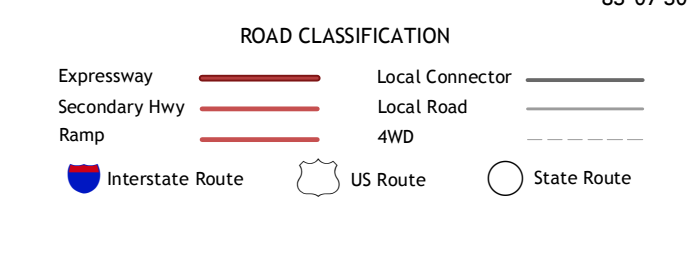 ROAD CLASSIFICATION
Expressway
Local Connector
Secondary Hwy
Local Road
Ramp
4WD
Interstate Route
US Route
State Route